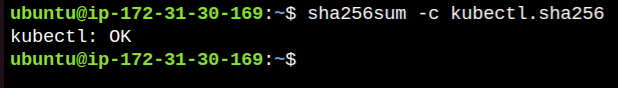 ubuntu@ip-172-31-30-169:~$ sha256sum -c kubectl.sha256
kubectl: OK
ubuntu@ip-172-31-30-169:~$